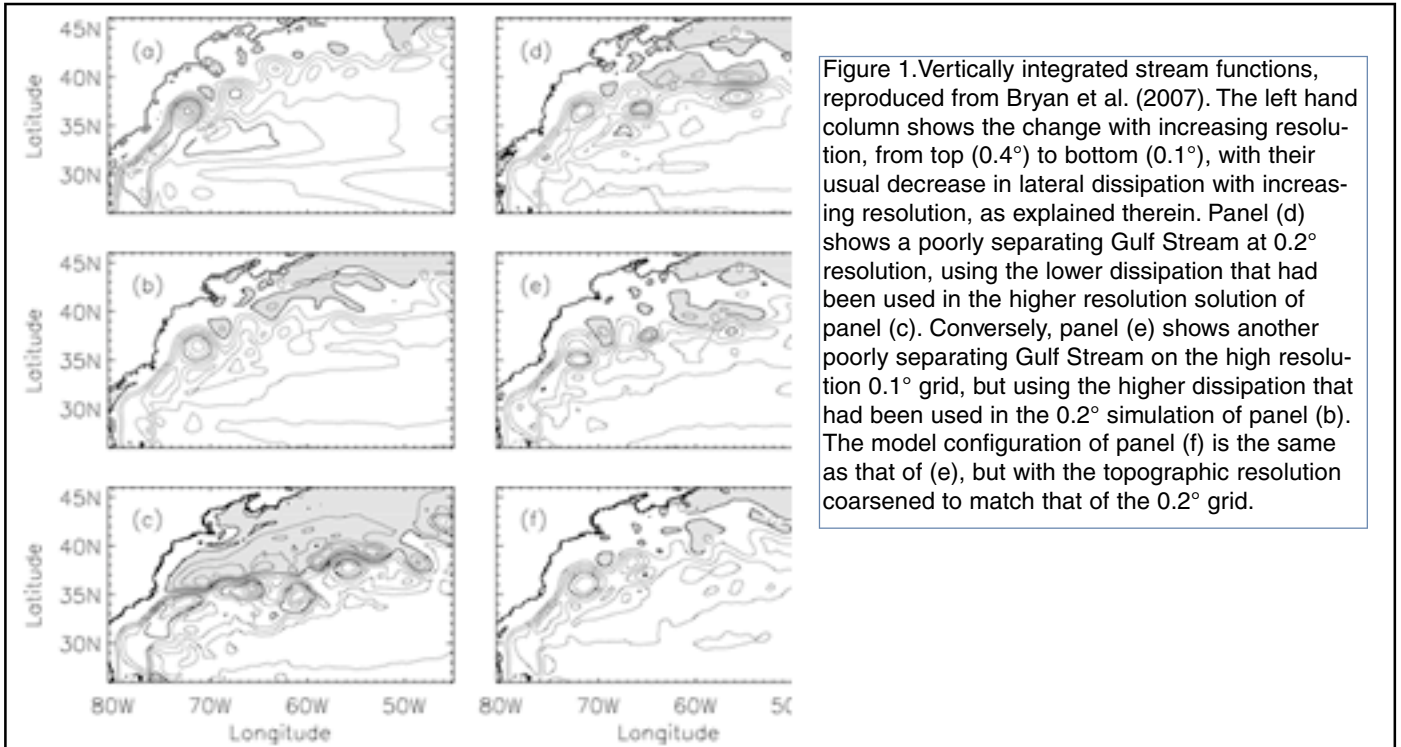 45N
40N
35N
30N
Latitude
(a)
(d)
45N
40N
35N
30N
Latitude
(b)
(e)
45N
40N
35N
30N
Latitude
(c)
(f)
80W 70W 60W 50W
Longitude
80W 70W 60W 50
Longitude
Figure 1.Vertically integrated stream functions,
reproduced from Bryan et al. (2007). The left hand
column shows the change with increasing resolu-
tion, from top (0.4°) to bottom (0.1°), with their
usual decrease in lateral dissipation with increas-
ing resolution, as explained therein. Panel (d)
shows a poorly separating Gulf Stream at 0.2°
resolution, using the lower dissipation that had
been used in the higher resolution solution of
panel (c). Conversely, panel (e) shows another
poorly separating Gulf Stream on the high resolu-
tion 0.1° grid, but using the higher dissipation that
had been used in the 0.2° simulation of panel (b).
The model configuration of panel (f) is the same
as that of (e), but with the topographic resolution
coarsened to match that of the 0.2° grid.